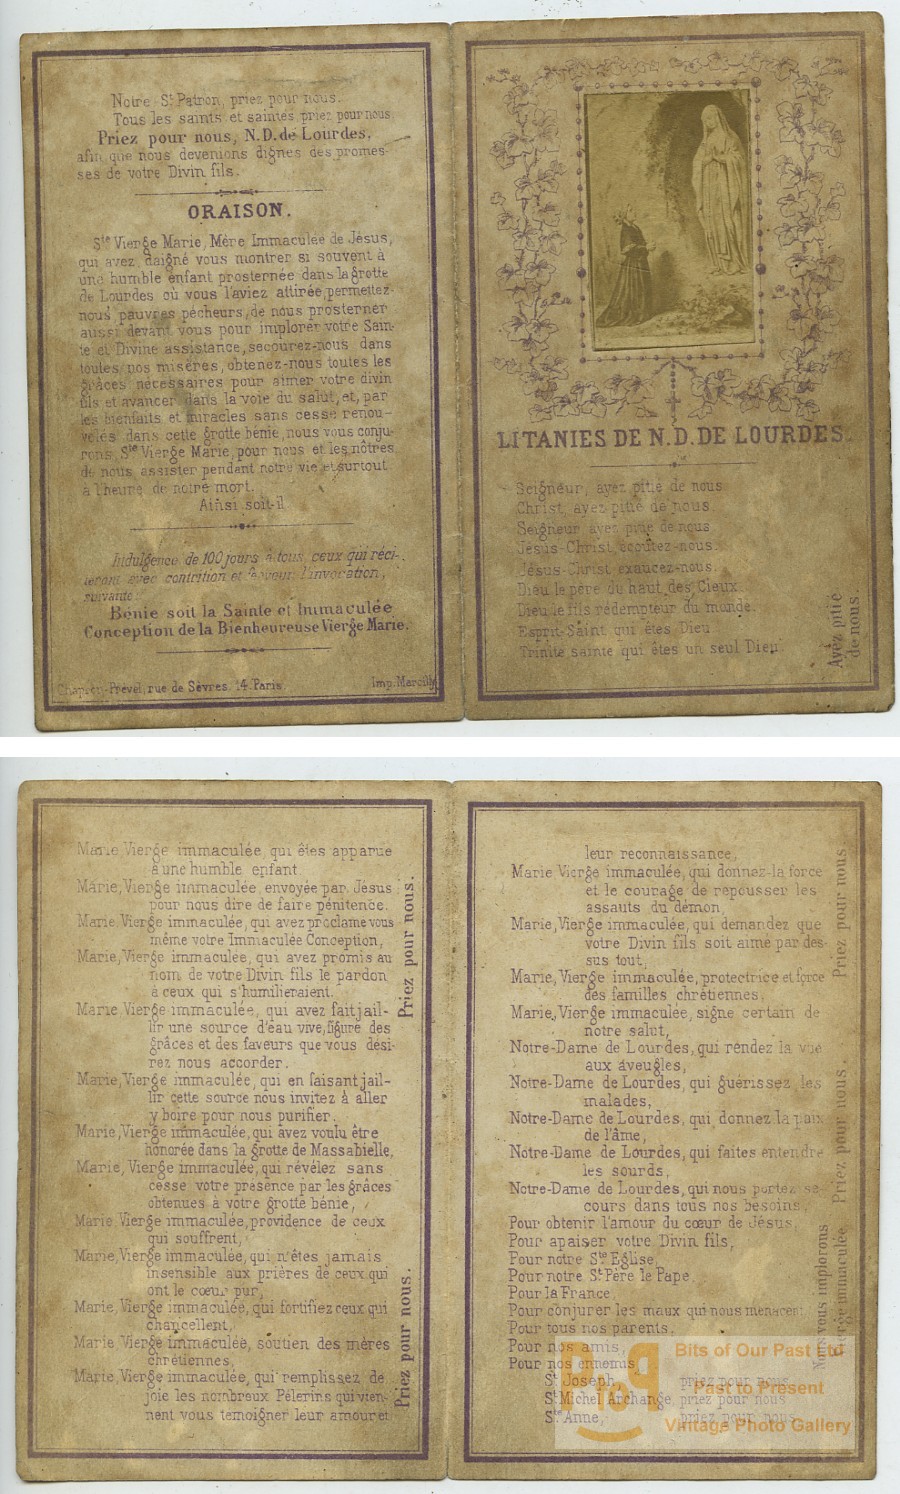 Notre St Patron, priez pour nous.
Tous les saints et saintes, priez pour nous
Priez pour nous, N.D. de Lourdes,
afin que nous devenions dignes des promes-
ses de votre Divin fils.
ORAISON.
Ste Vierge Marie, Mère Immaculée de Jésus,
qui avez daigné vous montrer si souvent à
une humble enfant prosternée dans la grotte
de Lourdes où vous l'aviez attirée, permettez-
nous pauvres pécheurs, de nous prosterner
aussi devant vous pour implorer votre Sain-
te et Divine assistance, secourez-nous dans
toutes nos misères, obtenez-nous toutes les
grâces nécessaires pour aimer votre divin
fils et avancer dans la voie du salut, et, par
les bienfaits et miracles sans cesse renou-
velés dans cette grotte bénie, nous vous conju-
rons, Ste Vierge Marie, pour nous et les nôtres
de nous assister pendant notre vie et surtout
à l'heure de notre mort.
Ainsi soit-il
Indulgence de 100 jours à tous ceux qui réci-
teront avec contrition et ferveur l'invocation,
suivante:
Bénie soit la Sainte et Immaculée
Conception de la Bienheureuse Vierge Marie.
Chapron-Prevel, rue de Sèvres, 14. Paris.
Imp. Marcilly
LITANIES DE N.D. DE LOURDES.
Seigneur, ayez pitié de nous
Christ, ayez pitié de nous.
Seigneur ayez pitié de nous
Jésus-Christ écoutez-nous.
Jésus-Christ exaucez-nous.
Dieu le père du haut des Cieux.
Dieu le fils rédempteur du monde.
Esprit-Saint qui êtes Dieu
Trinité sainte qui êtes un seul Dieu
Ayez pitié
de nous.
Marie, Vierge immaculée, qui êtes apparue
à une humble enfant
Marie, Vierge immaculée envoyée par Jésus
pour nous dire de faire pénitence.
Marie, Vierge immaculée, qui avez proclamé vous
même votre Immaculée Conception,
Marie, Vierge immaculée, qui avez promis au
nom de votre Divin fils le pardon
à ceux qui s'humilieraient.
Marie, Vierge immaculée, qui avez fait jail-
lir une source d'eau vive, figure des
grâces et des faveurs que vous dési-
rez nous accorder.
Marie, Vierge immaculée, qui en faisant jail-
lir cette source nous invitez à aller
y boire pour nous purifier.
Marie, Vierge immaculée, qui avez voulu être
honorée dans la grotte de Massabielle,
Marie, Vierge immaculée, qui révélez sans
cesse votre présence par les grâces
obtenues à votre grotte bénie,
Marie, Vierge immaculée, providence de ceux
qui souffrent,
Marie, Vierge immaculée, qui n'êtes jamais
insensible aux prières de ceux qui
ont le cœur pur,
Marie, Vierge immaculée, qui fortifiez ceux qui
chancellent,
Marie, Vierge immaculée, soutien des mères
chrétiennes,
Marie, Vierge immaculée, qui remplissez de
joie les nombreux Pélerins qui vien-
nent vous temoigner leur amour et
Priez pour nous.
Priez pour nous.
leur reconnaissance,
Marie Vierge immaculée, qui donnez la force
et le courage de repousser les
assauts du démon,
Marie, Vierge immaculée, qui demandez que
votre Divin fils soit aimé par des-
sus tout,
Marie, Vierge immaculée, protectrice et force
des familles chrétiennes,
Marie, Vierge immaculée, signe certain de
notre salut,
Notre-Dame de Lourdes, qui rendez la vue
aux aveugles,
Notre-Dame de Lourdes, qui guérissez les
malades,
Notre-Dame de Lourdes, qui donnez la paix
de l'âme,
Notre-Dame de Lourdes, qui faites entendre
les sourds,
Notre-Dame de Lourdes, qui nous portez se-
cours dans tous nos besoins,
Pour obtenir l'amour du cœur de Jésus,
Pour apaiser votre Divin fils,
Pour notre Ste Eglise,
Pour notre St Père le Pape
Pour la France,
Pour conjurer les maux qui nous menacent
Pour tous nos parents,
Pour nos amis,
Pour nos ennemis
St Joseph, priez pour nous
St Michel Archange, priez pour nous
Ste Anne, priez pour nous
Priez pour nous.
Priez pour nous.
Nous vous implorons
Vierge immaculée
Bits of Our Past Ltd
Past to Present
Vintage Photo Gallery
PoP